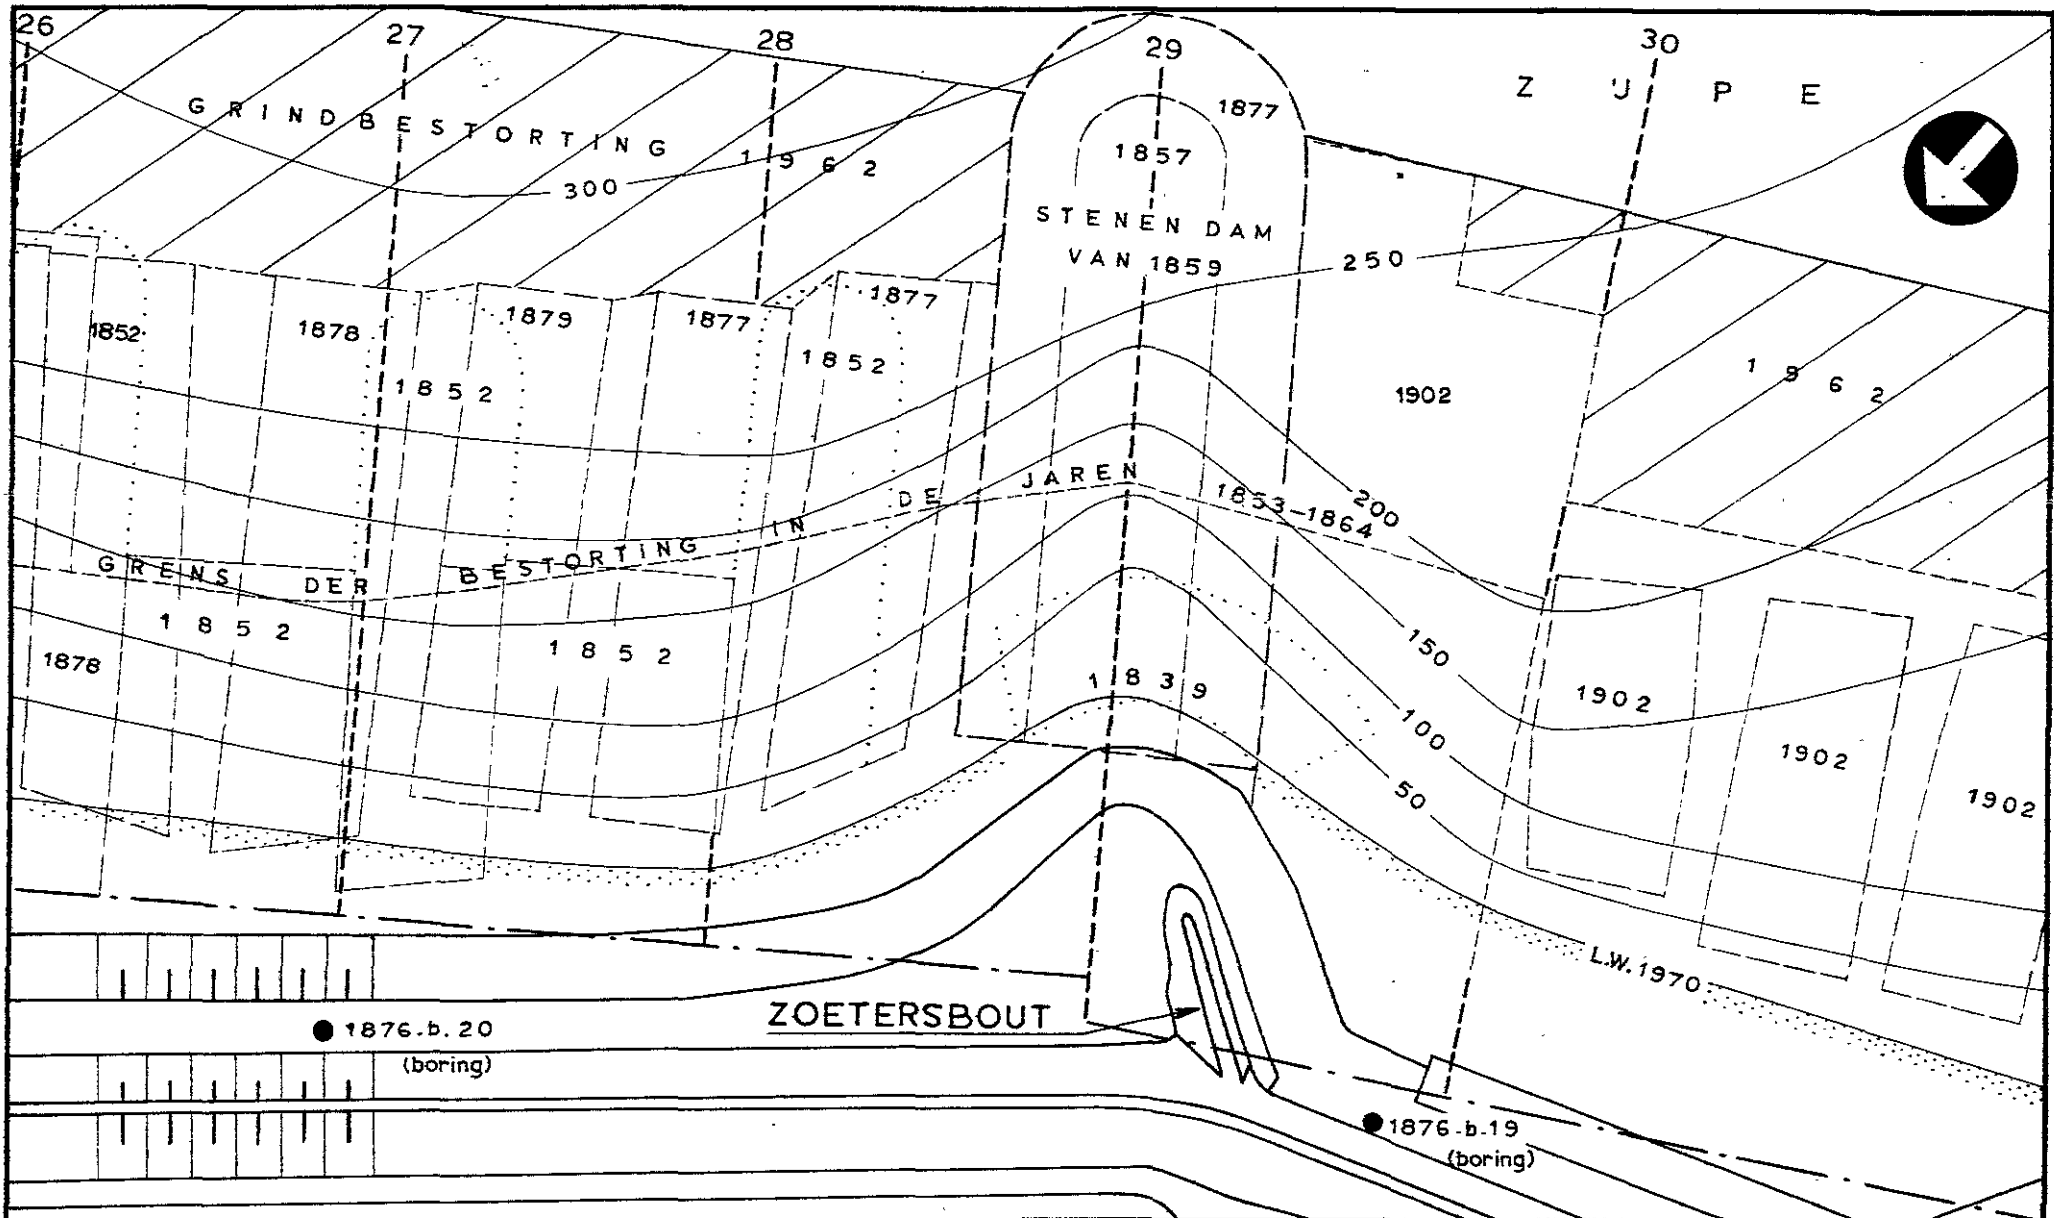 26
27
28
29
30
Z IJ P E
GRINDBESTORTING
1962
300
1877
1857
STENEN DAM
VAN 1859
250
1852
1878
1879
1877
1877
1852
1852
1902
1962
GRENS DER BESTORTING IN DE JAREN 1853-1864
200
1852
1878
1852
150
1839
1902
100
1902
50
1902
L.W. 1970
ZOETERSBOUT
1876.b.20
(boring)
1876.b.19
(boring)